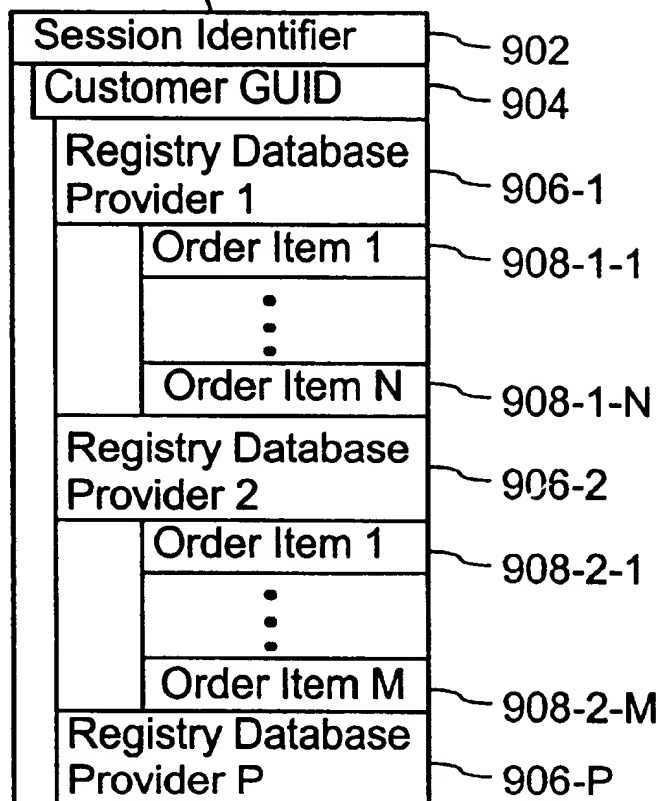 Session Identifier 902
Customer GUID 904
Registry Database
Provider 1 906-1
Order Item 1 908-1-1
Order Item N 908-1-N
Registry Database
Provider 2 906-2
Order Item 1 908-2-1
Order Item M 908-2-M
Registry Database
Provider P 906-P